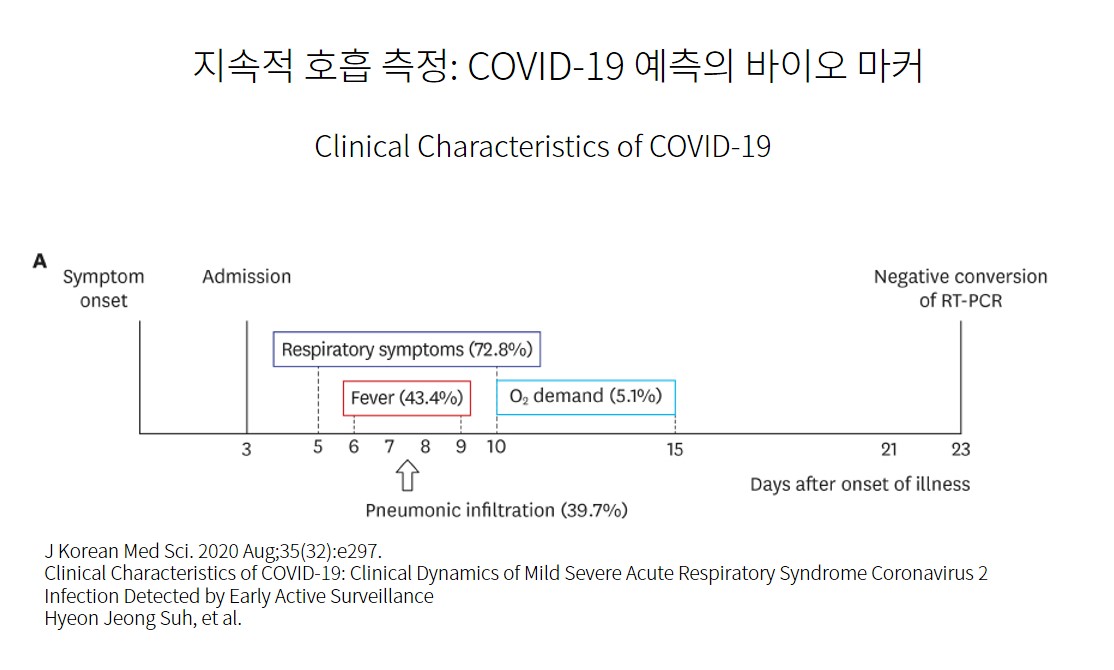 지속적 호흡 측정: COVID-19 예측의 바이오 마커
Clinical Characteristics of COVID-19
A
Symptom
onset
Admission
Negative conversion
of RT-PCR
Respiratory symptoms (72.8%)
Fever (43.4%)
O₂ demand (5.1%)
3 5 6 7 8 9 10 15 21 23
Days after onset of illness
Pneumonic infiltration (39.7%)
J Korean Med Sci. 2020 Aug;35(32):e297.
Clinical Characteristics of COVID-19: Clinical Dynamics of Mild Severe Acute Respiratory Syndrome Coronavirus 2
Infection Detected by Early Active Surveillance
Hyeon Jeong Suh, et al.